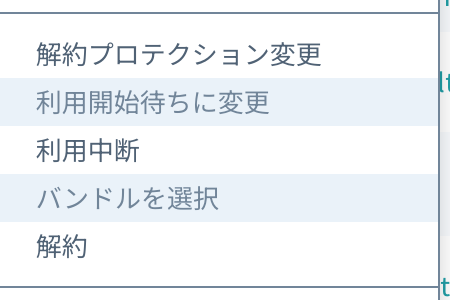 解約プロテクション変更
利用開始待ちに変更
利用中断
バンドルを選択
解約